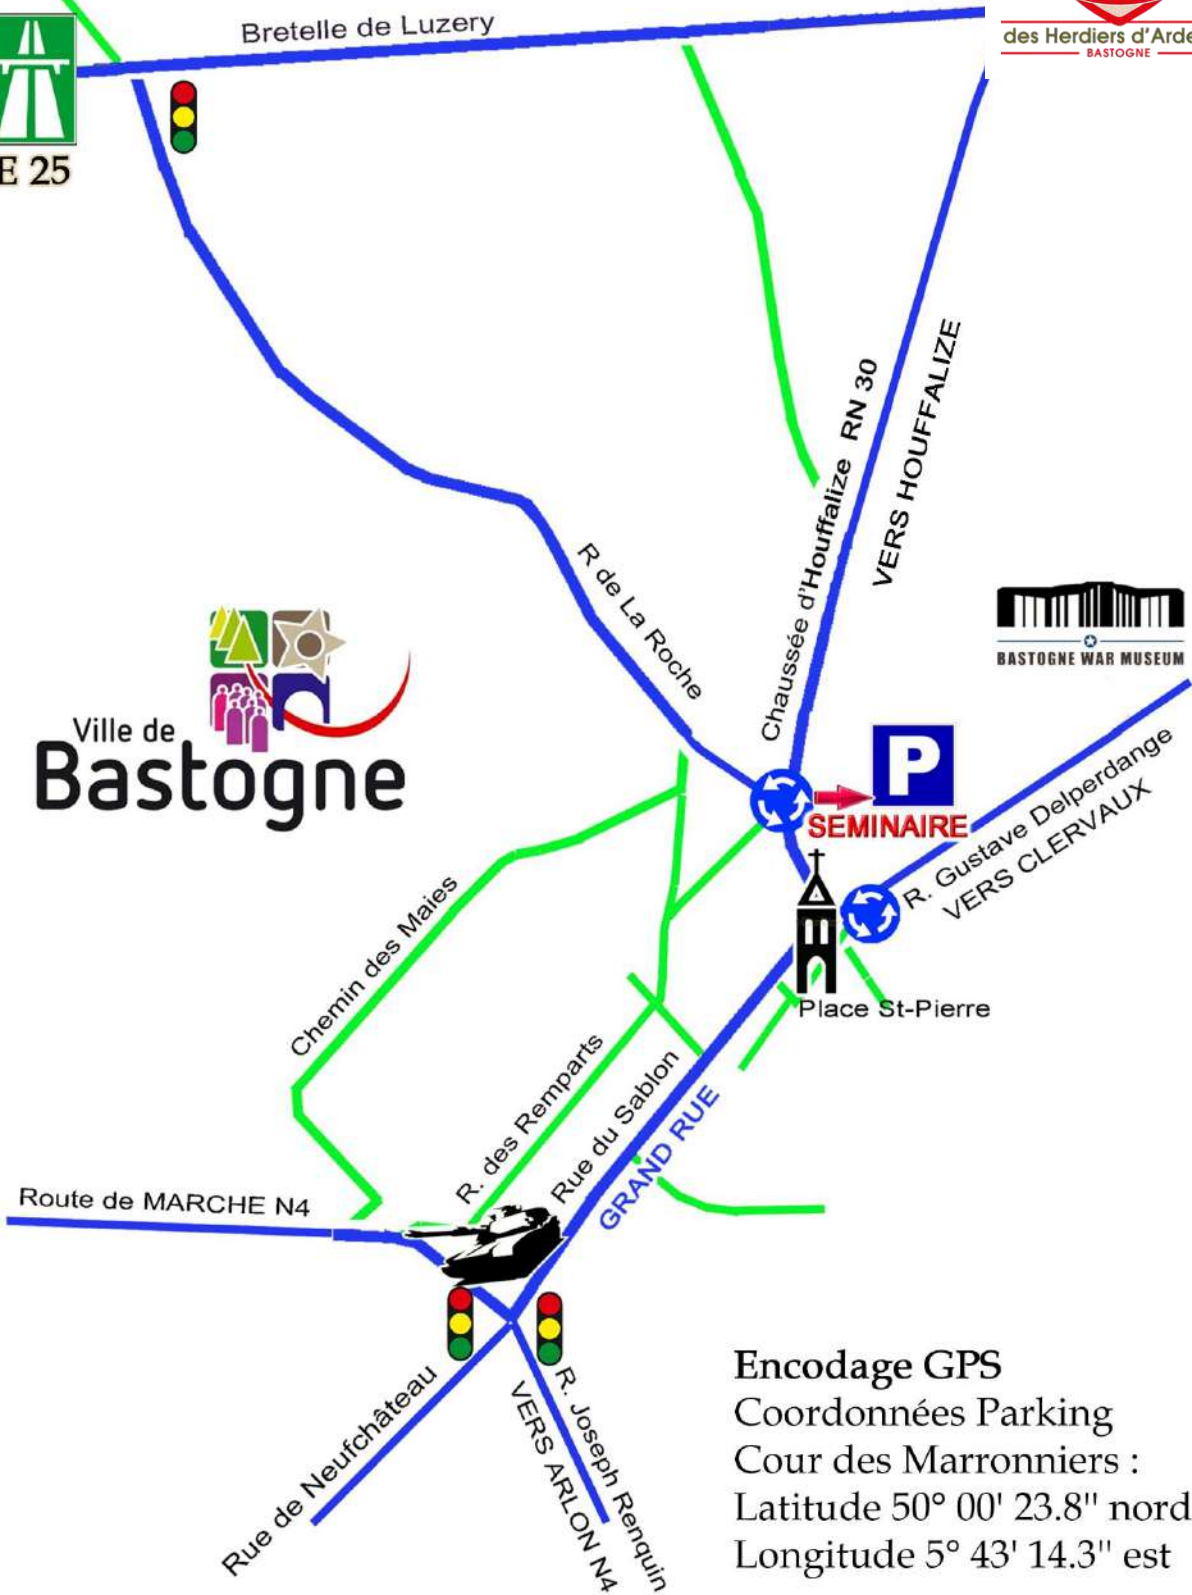 Bretelle de Luzery
des Herdiers d'Arde
BASTOGNE
E 25
Chaussée d'Houffalize RN 30
VERS HOUFFALIZE
R de La Roche
BASTOGNE WAR MUSEUM
Ville de
Bastogne
P
SEMINAIRE
R. Gustave Delperdange
VERS CLERVAUX
Chemin des Maies
Place St-Pierre
R. des Remparts
Rue du Sablon
GRAND RUE
Route de MARCHE N4
Rue de Neufchâteau
VERS ARLON N4
R. Joseph Renquin
Encodage GPS
Coordonnées Parking
Cour des Marronniers :
Latitude 50° 00' 23.8" nord
Longitude 5° 43' 14.3" est